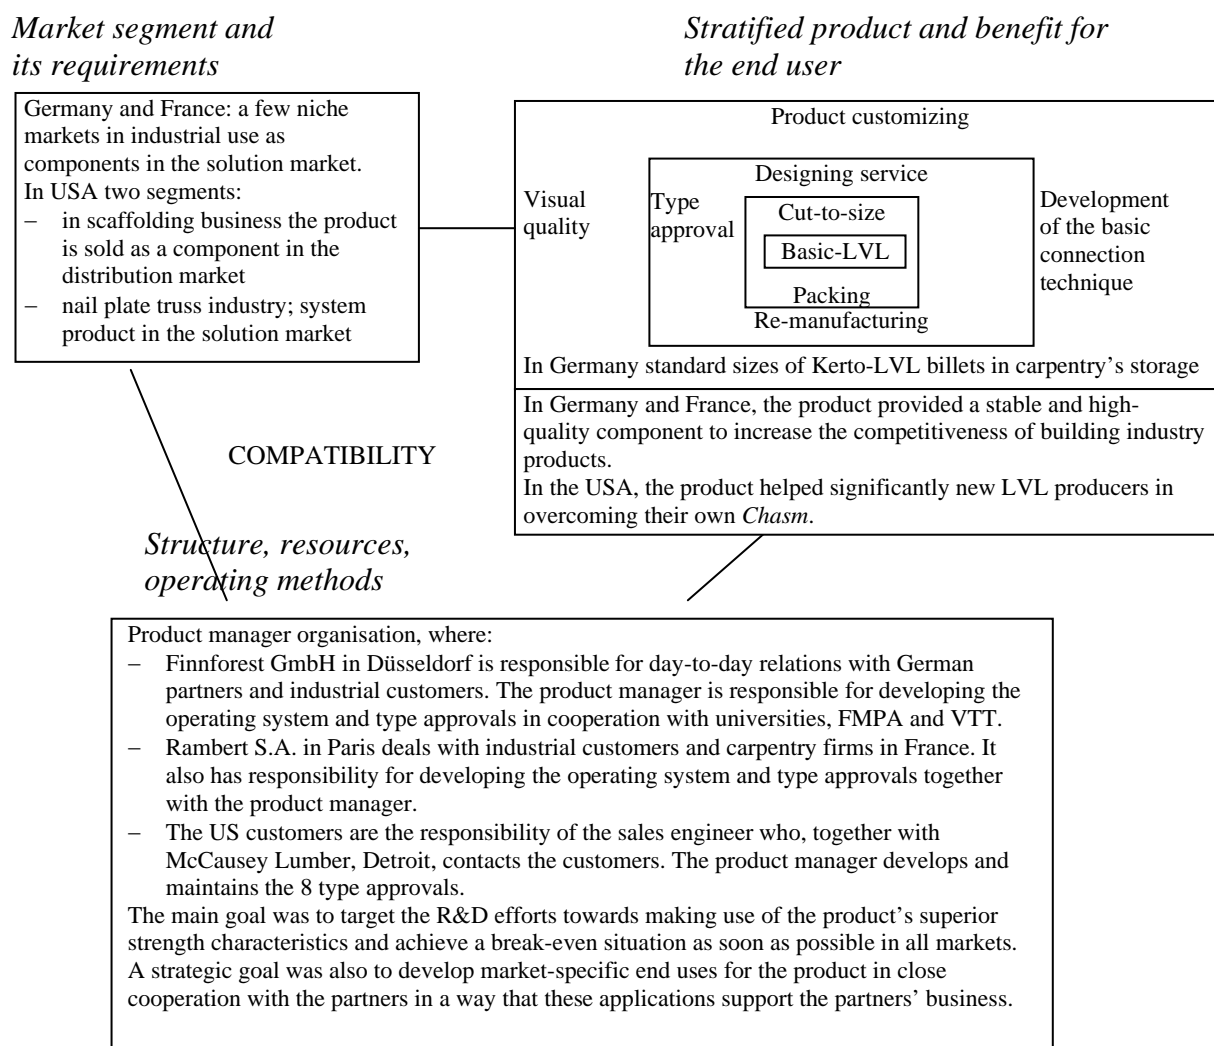 Market segment and
its requirements
Stratified product and benefit for
the end user
Germany and France: a few niche
markets in industrial use as
components in the solution market.
In USA two segments:
– in scaffolding business the product
is sold as a component in the
distribution market
– nail plate truss industry; system
product in the solution market
Product customizing
Designing service
Visual
quality
Type
approval
Cut-to-size
Basic-LVL
Packing
Re-manufacturing
Development
of the basic
connection
technique
In Germany standard sizes of Kerto-LVL billets in carpentry’s storage
In Germany and France, the product provided a stable and high-
quality component to increase the competitiveness of building industry
products.
In the USA, the product helped significantly new LVL producers in
overcoming their own Chasm.
COMPATIBILITY
Structure, resources,
operating methods
Product manager organisation, where:
– Finnforest GmbH in Düsseldorf is responsible for day-to-day relations with German
partners and industrial customers. The product manager is responsible for developing the
operating system and type approvals in cooperation with universities, FMPA and VTT.
– Rambert S.A. in Paris deals with industrial customers and carpentry firms in France. It
also has responsibility for developing the operating system and type approvals together
with the product manager.
– The US customers are the responsibility of the sales engineer who, together with
McCausey Lumber, Detroit, contacts the customers. The product manager develops and
maintains the 8 type approvals.
The main goal was to target the R&D efforts towards making use of the product’s superior
strength characteristics and achieve a break-even situation as soon as possible in all markets.
A strategic goal was also to develop market-specific end uses for the product in close
cooperation with the partners in a way that these applications support the partners’ business.